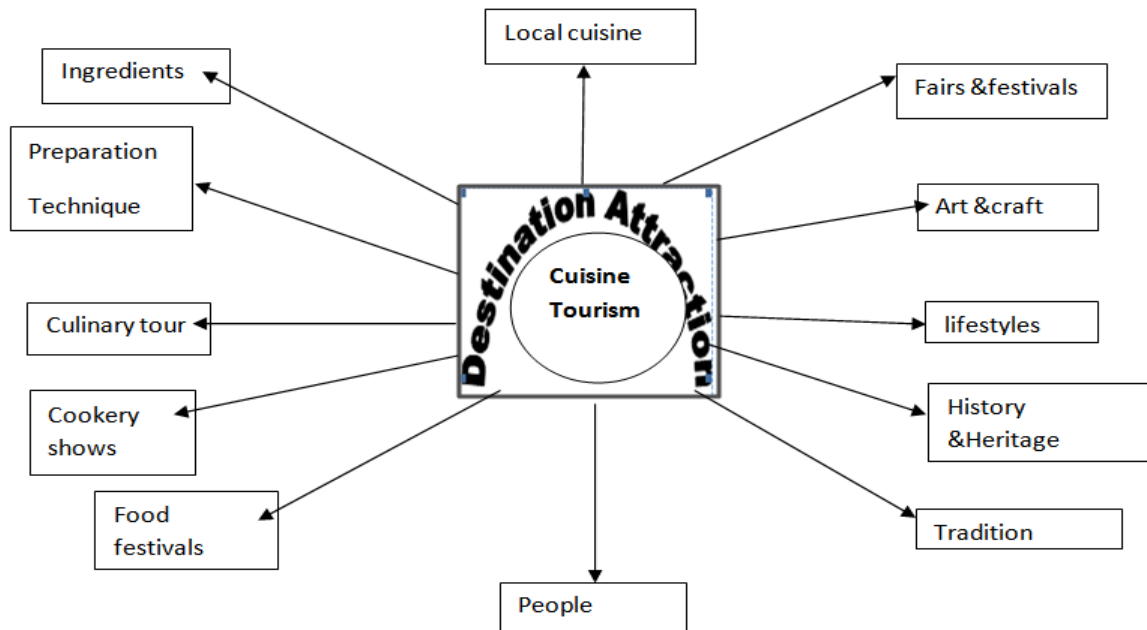 Local cuisine
Ingredients
Fairs &festivals
Preparation
Technique
Art &craft
Destination Attraction
Cuisine
Tourism
Culinary tour
lifestyles
Cookery
shows
History
&Heritage
Food
festivals
Tradition
People